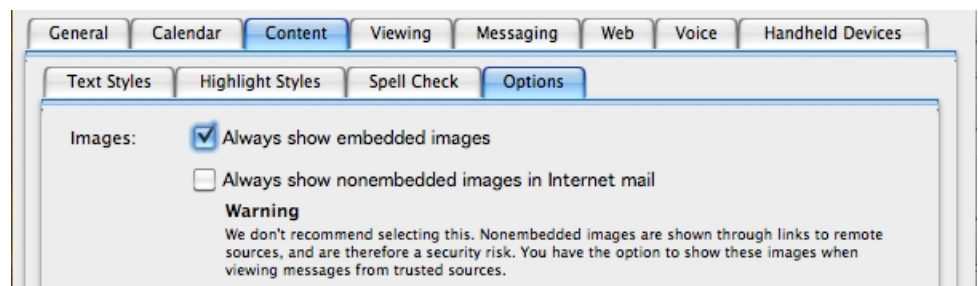 General Calendar Content Viewing Messaging Web Voice Handheld Devices
Text Styles Highlight Styles Spell Check Options
Images: Always show embedded images
Always show nonembedded images in Internet mail
Warning
We don't recommend selecting this. Nonembedded images are shown through links to remote
sources, and are therefore a security risk. You have the option to show these images when
viewing messages from trusted sources.